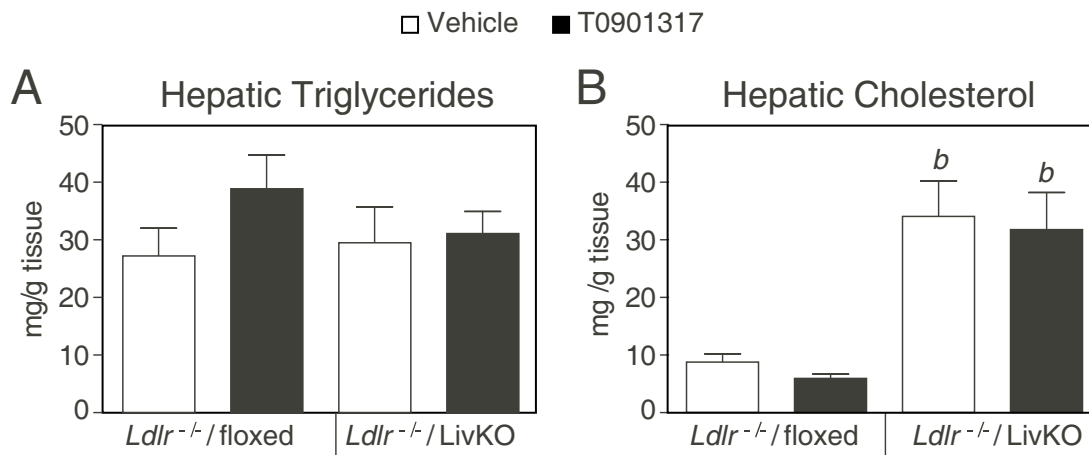 Vehicle T0901317
A Hepatic Triglycerides
mg/g tissue
50
40
30
20
10
0
Ldlr -/-/floxed Ldlr -/-/LivKO
B Hepatic Cholesterol
mg /g tissue
50
40
30
20
10
0
b b
Ldlr -/-/floxed Ldlr -/-/LivKO